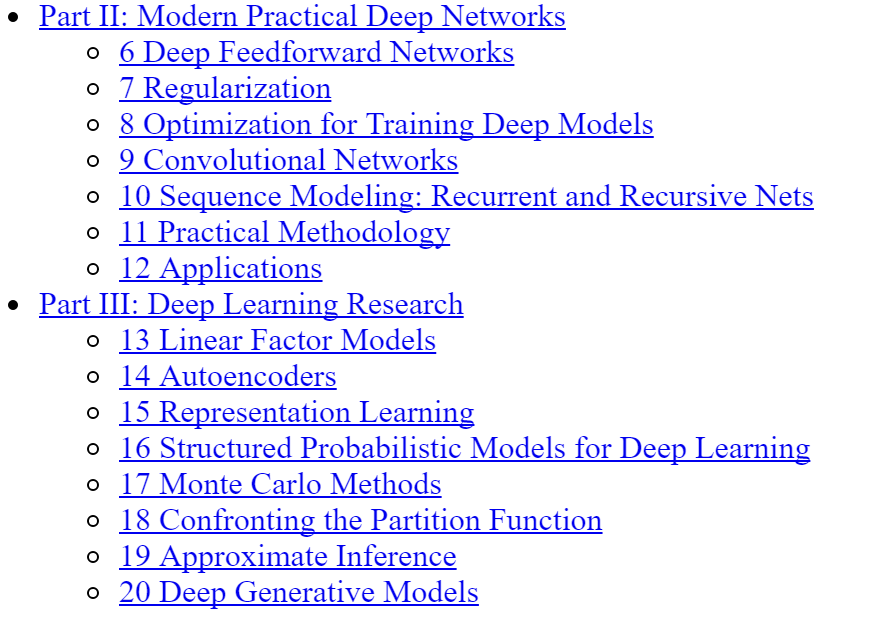 Part II: Modern Practical Deep Networks
6 Deep Feedforward Networks
7 Regularization
8 Optimization for Training Deep Models
9 Convolutional Networks
10 Sequence Modeling: Recurrent and Recursive Nets
11 Practical Methodology
12 Applications
Part III: Deep Learning Research
13 Linear Factor Models
14 Autoencoders
15 Representation Learning
16 Structured Probabilistic Models for Deep Learning
17 Monte Carlo Methods
18 Confronting the Partition Function
19 Approximate Inference
20 Deep Generative Models